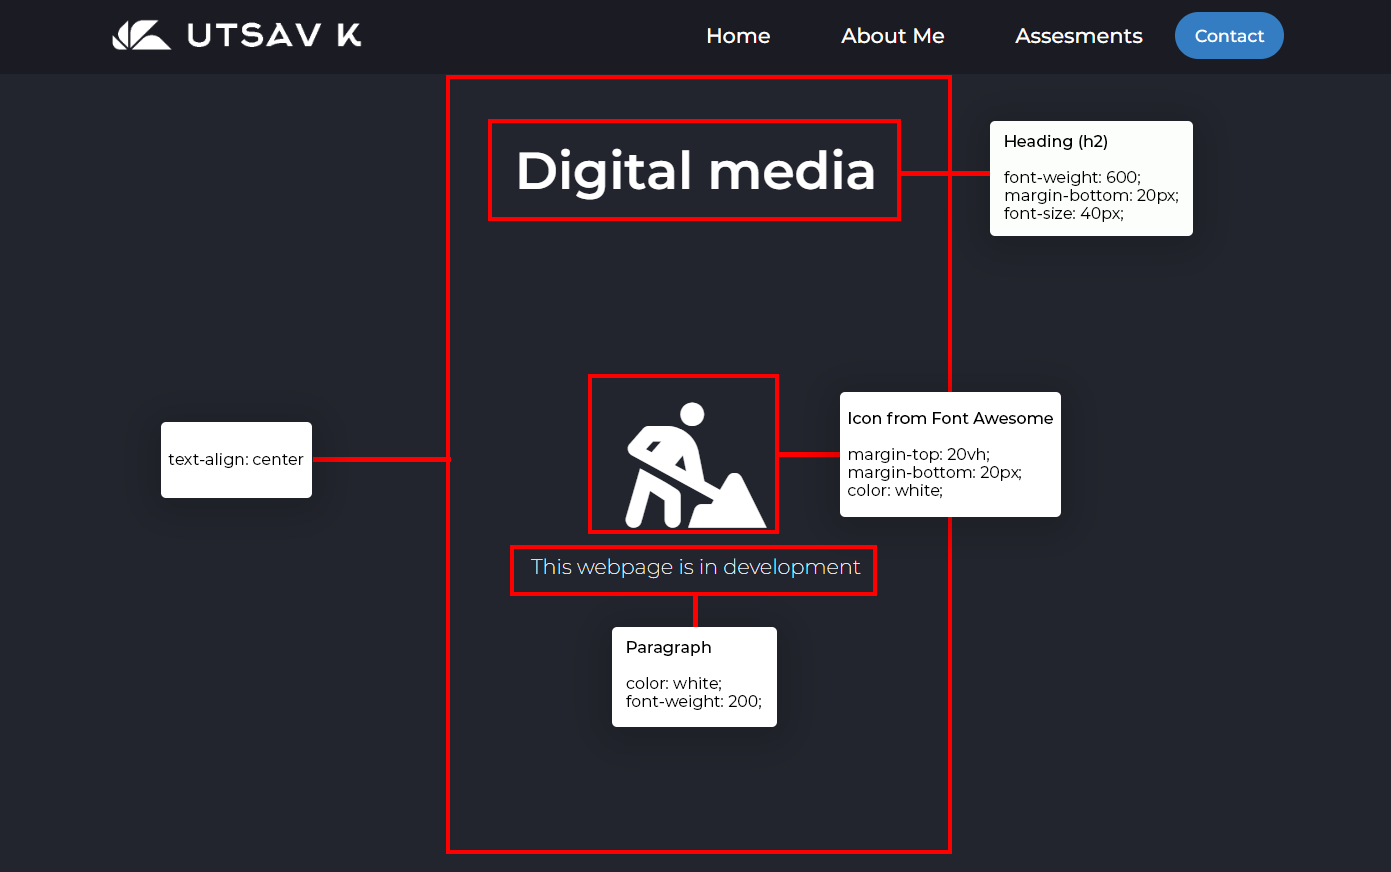 UTSAV K
Home
About Me
Assesments
Contact
Digital media
Heading (h2)
font-weight: 600;
margin-bottom: 20px;
font-size: 40px;
Icon from Font Awesome
margin-top: 20vh;
margin-bottom: 20px;
color: white;
text-align: center
This webpage is in development
Paragraph
color: white;
font-weight: 200;